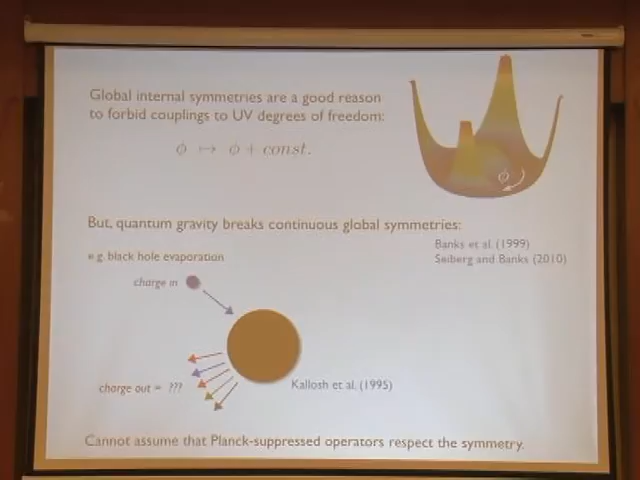 Global internal symmetries are a good reason
to forbid couplings to UV degrees of freedom:
ϕ ↦ ϕ + const.
ϕ
But, quantum gravity breaks continuous global symmetries:
Banks et al. (1999)
Seiberg and Banks (2010)
e.g. black hole evaporation
charge in
charge out = ???
Kallosh et al. (1995)
Cannot assume that Planck-suppressed operators respect the symmetry.